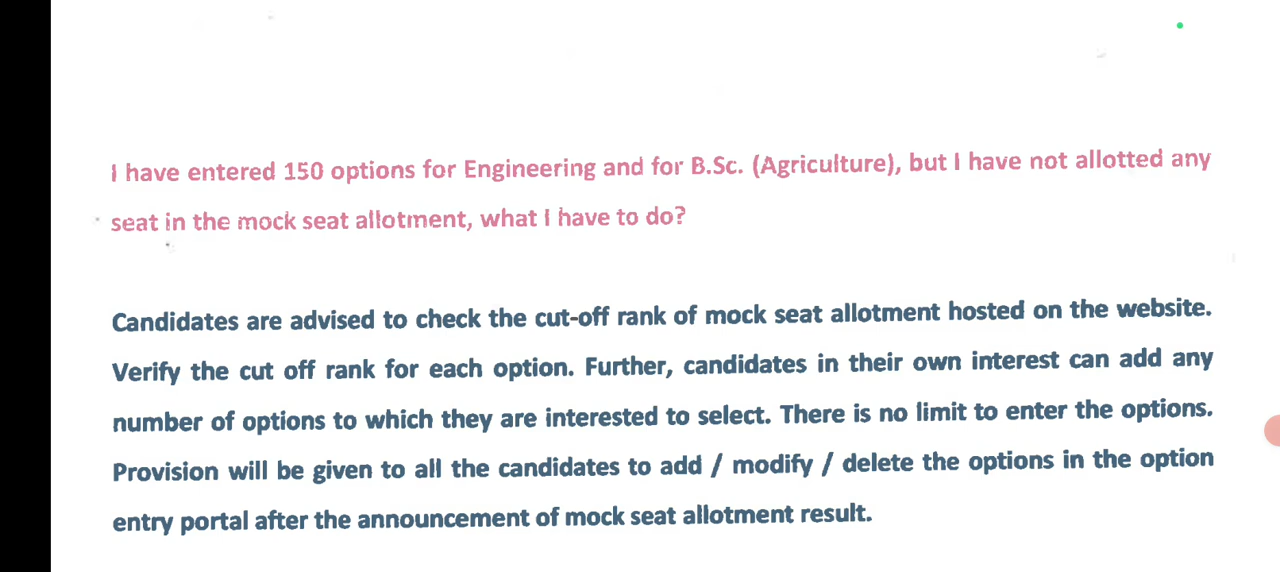 I have entered 150 options for Engineering and for B.Sc. (Agriculture), but I have not allotted any
seat in the mock seat allotment, what I have to do?
Candidates are advised to check the cut-off rank of mock seat allotment hosted on the website.
Verify the cut off rank for each option. Further, candidates in their own interest can add any
number of options to which they are interested to select. There is no limit to enter the options.
Provision will be given to all the candidates to add / modify / delete the options in the option
entry portal after the announcement of mock seat allotment result.